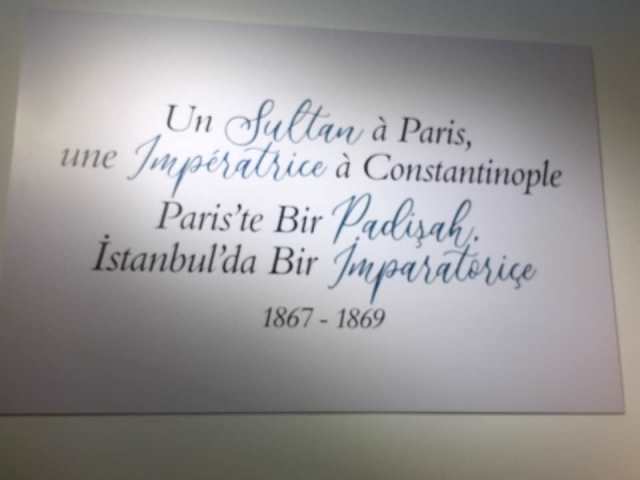 Un Sultan à Paris,
une Impératrice à Constantinople
Paris'te Bir Padişah,
İstanbul'da Bir İmparatoriçe
1867 - 1869